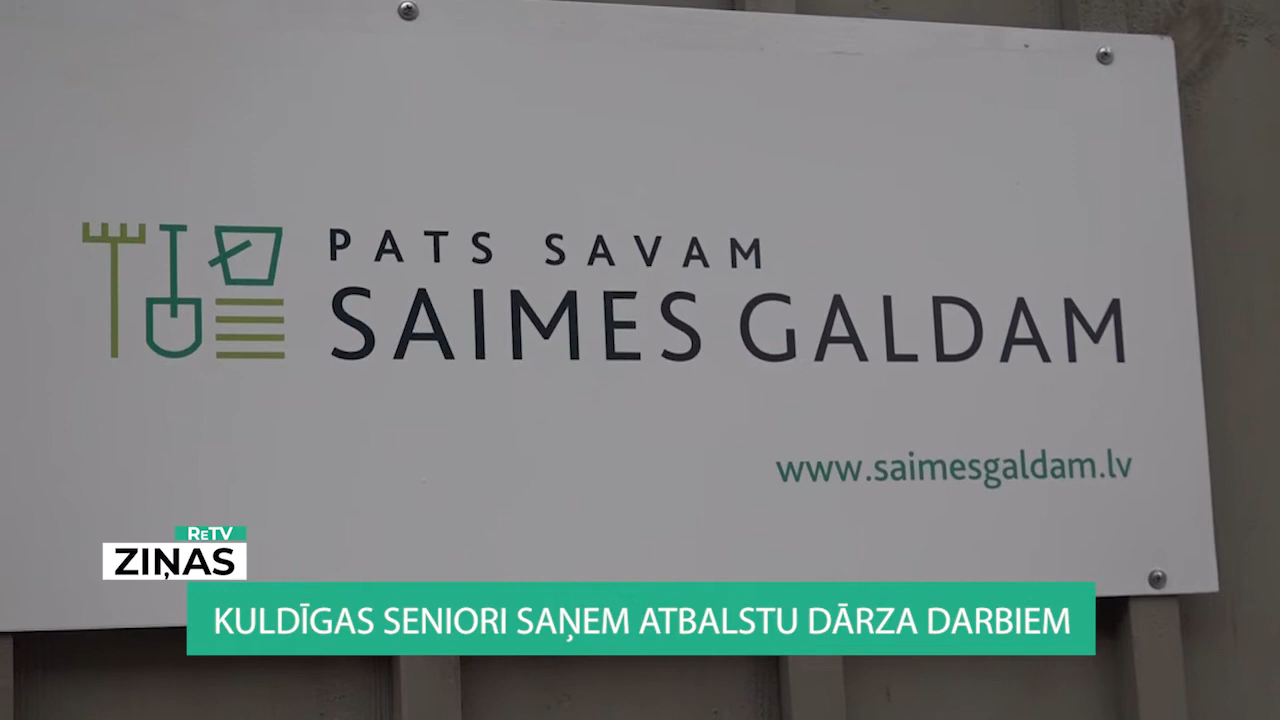 PATS SAVAM
SAIMES GALDAM
www.saimesgaldam.lv
ReTV
ZIŅAS
KULDĪGAS SENIORI SAŅEM ATBALSTU DĀRZA DARBIEM